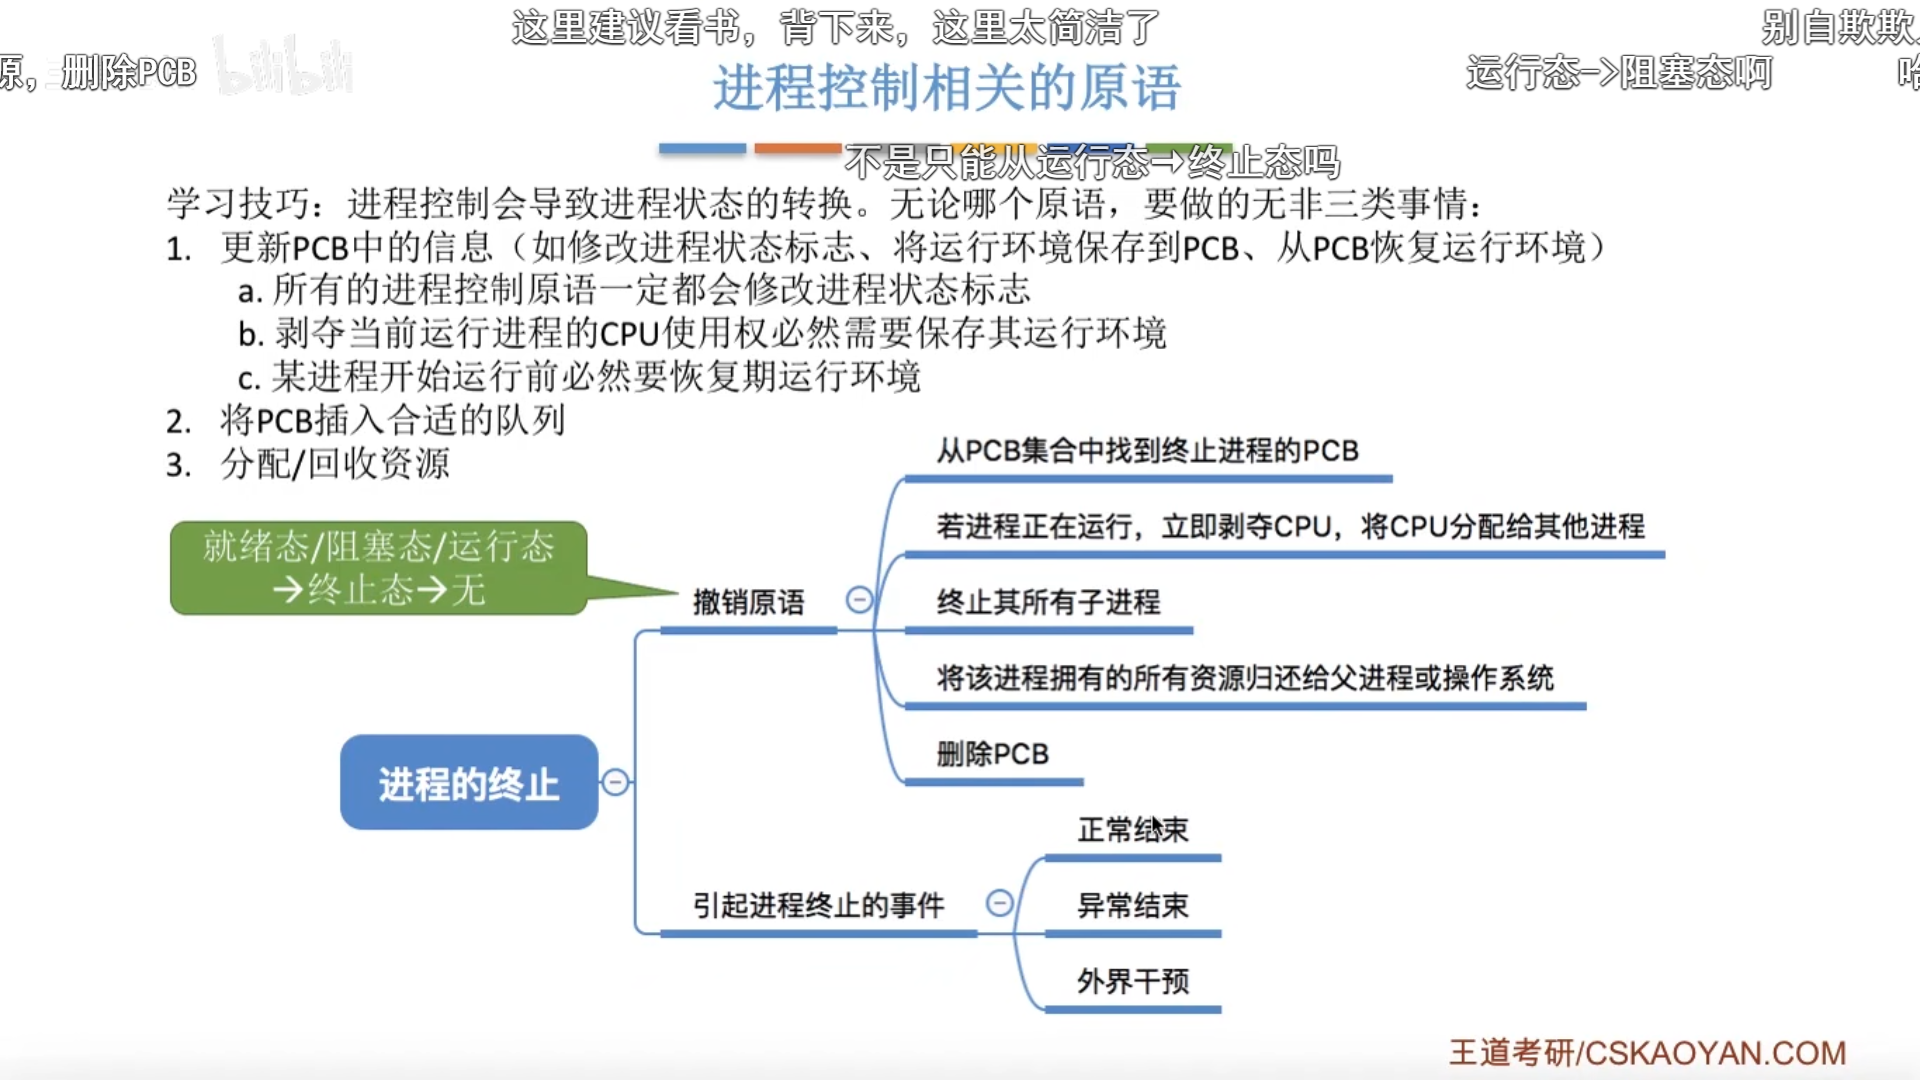 这里建议看书，背下来，这里太简洁了
别自欺欺人
源，删除PCB
bilibili
运行态->阻塞态啊
哈
进程控制相关的原语
不是只能从运行态→终止态吗
学习技巧：进程控制会导致进程状态的转换。无论哪个原语，要做的无非三类事情：
1. 更新PCB中的信息（如修改进程状态标志、将运行环境保存到PCB、从PCB恢复运行环境）
a. 所有的进程控制原语一定都会修改进程状态标志
b. 剥夺当前运行进程的CPU使用权必然需要保存其运行环境
c. 某进程开始运行前必然要恢复期运行环境
2. 将PCB插入合适的队列
3. 分配/回收资源
从PCB集合中找到终止进程的PCB
若进程正在运行，立即剥夺CPU，将CPU分配给其他进程
就绪态/阻塞态/运行态
→终止态→无
撤销原语
终止其所有子进程
将该进程拥有的所有资源归还给父进程或操作系统
删除PCB
进程的终止
正常结束
引起进程终止的事件
异常结束
外界干预
王道考研/CSKAOYAN.COM